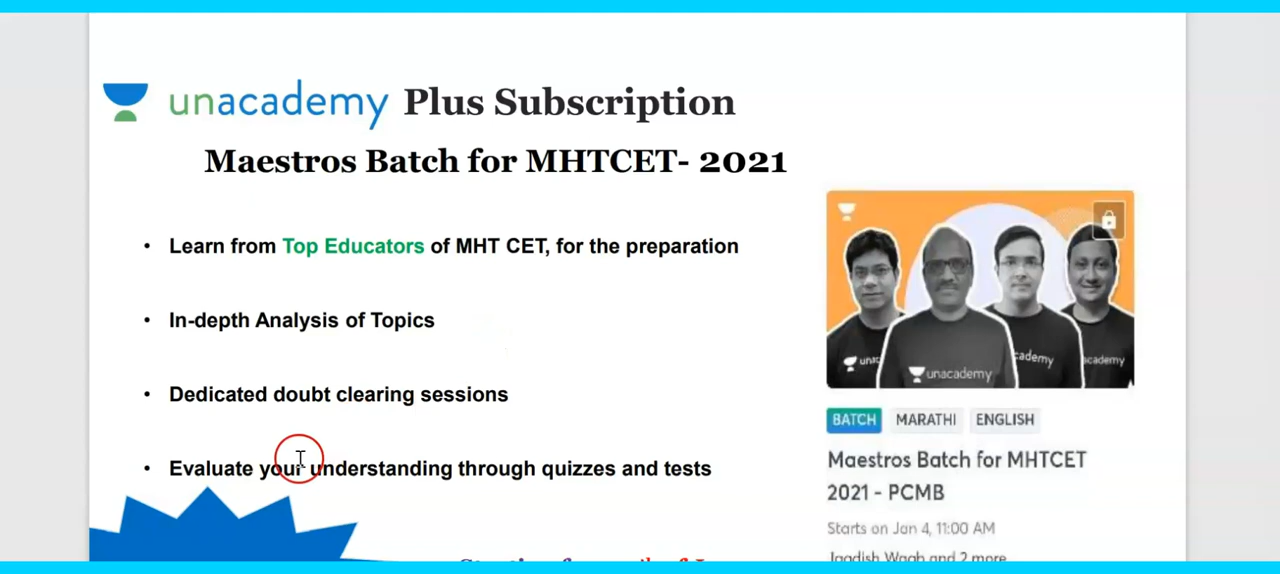 unacademy Plus Subscription
Maestros Batch for MHTCET- 2021
• Learn from Top Educators of MHT CET, for the preparation
• In-depth Analysis of Topics
• Dedicated doubt clearing sessions
• Evaluate your understanding through quizzes and tests
unacademy
academy
BATCH MARATHI ENGLISH
Maestros Batch for MHTCET
2021 - PCMB
Starts on Jan 4, 11:00 AM
Jagdish Wagh and 2 more